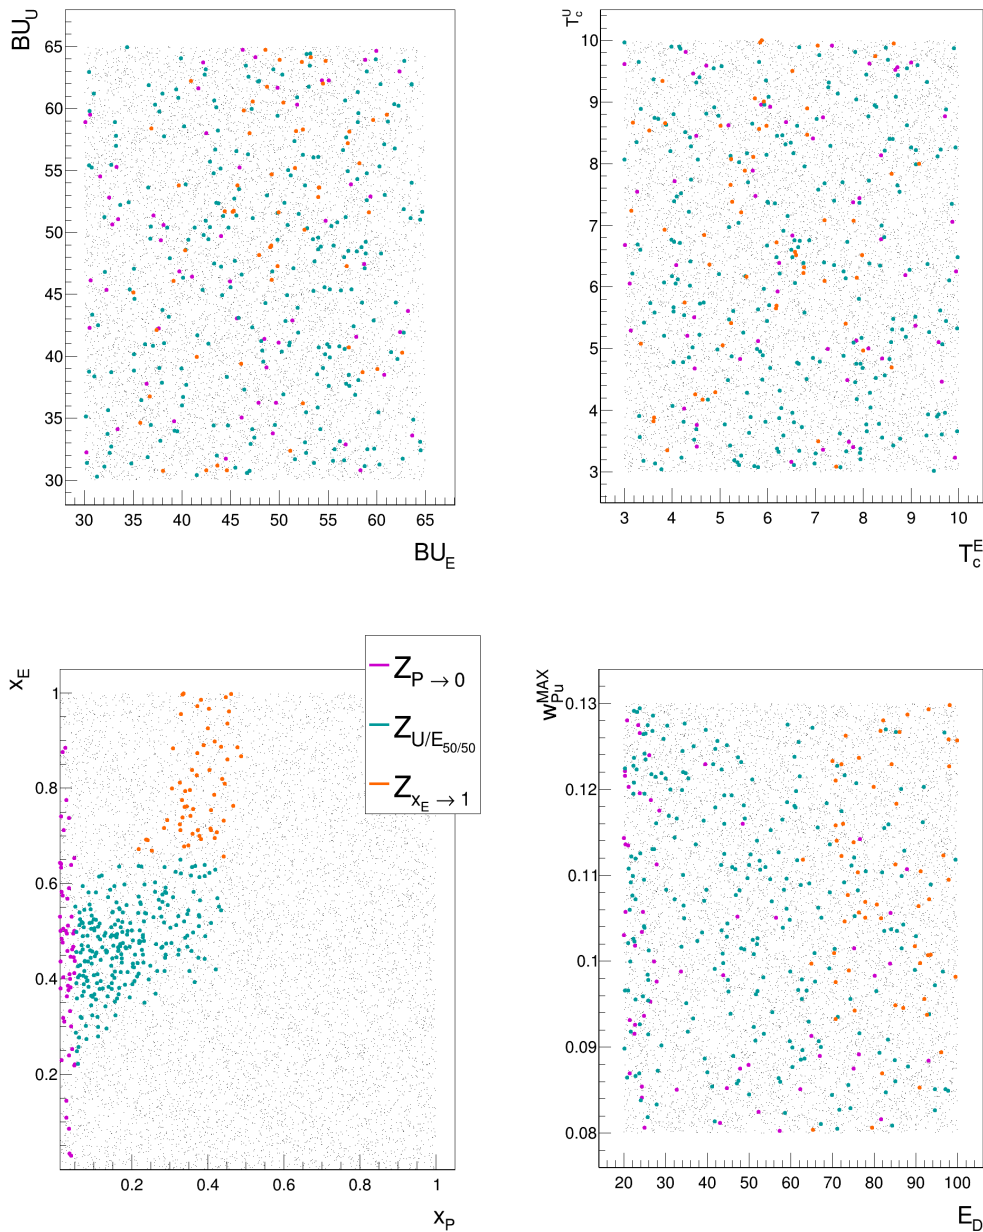 BU_U
65
60
55
50
45
40
35
30
30 35 40 45 50 55 60 65
BU_E
T_c^U
10
9
8
7
6
5
4
3
3 4 5 6 7 8 9 10
T_c^E
x_E
1
0.8
0.6
0.4
0.2
0.2 0.4 0.6 0.8 1
x_P
Z_P → 0
Z_U/E_50/50
Z_x_E → 1
w_Pu^MAX
0.13
0.12
0.11
0.1
0.09
0.08
20 30 40 50 60 70 80 90 100
E_D